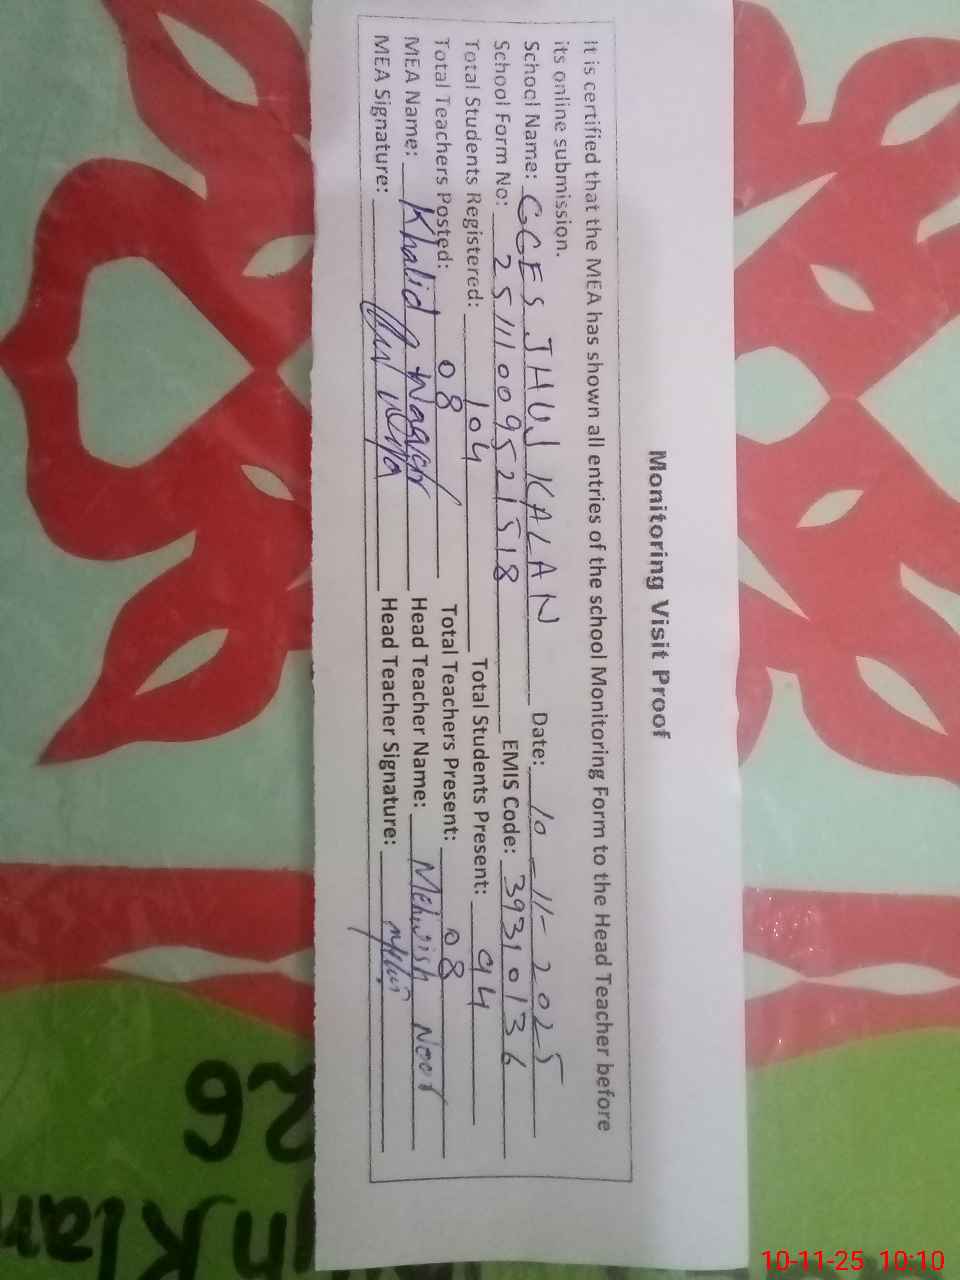 Monitoring Visit Proof
It is certified that the MEA has shown all entries of the school Monitoring Form to the Head Teacher before
its online submission.
School Name: GGES JHUJ KALAN Date: 10-11-2025
School Form No: 25111009521518 EMIS Code: 39310136
Total Students Registered: 104 Total Students Present: 94
Total Teachers Posted: 08 Total Teachers Present: 08
MEA Name: Khalid Head Teacher Name: Mehwish Noor
MEA Signature: Head Teacher Signature:
26
10-11-25 10:10